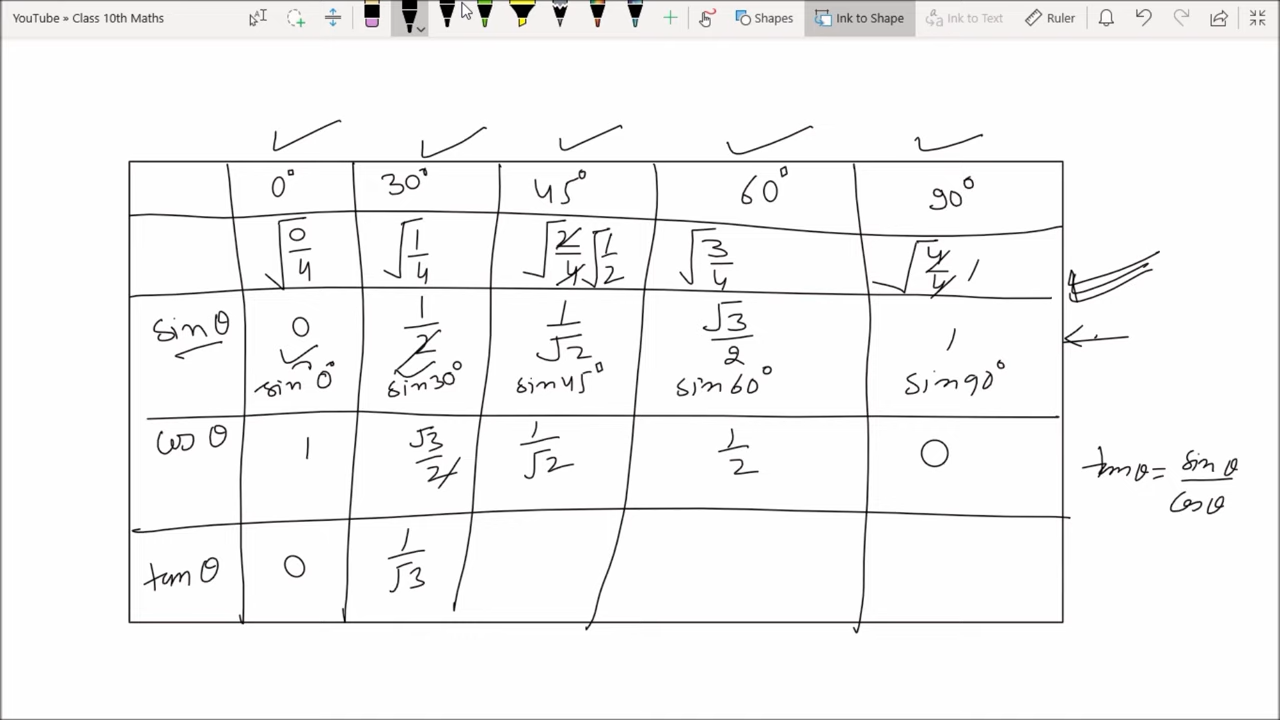 YouTube » Class 10th Maths Shapes Ink to Shape Ink to Text Ruler
0° 30° 45° 60° 90°
√(0/4) √(1/4) √(2/4) √(1/2) √(3/4) √(4/4) 1
sin θ 0 1/2 1/√2 √3/2 1
sin 0° sin 30° sin 45° sin 60° sin 90°
cos θ 1 √3/2 1/√2 1/2 0
tan θ = sin θ/cos θ
tan θ 0 1/√3